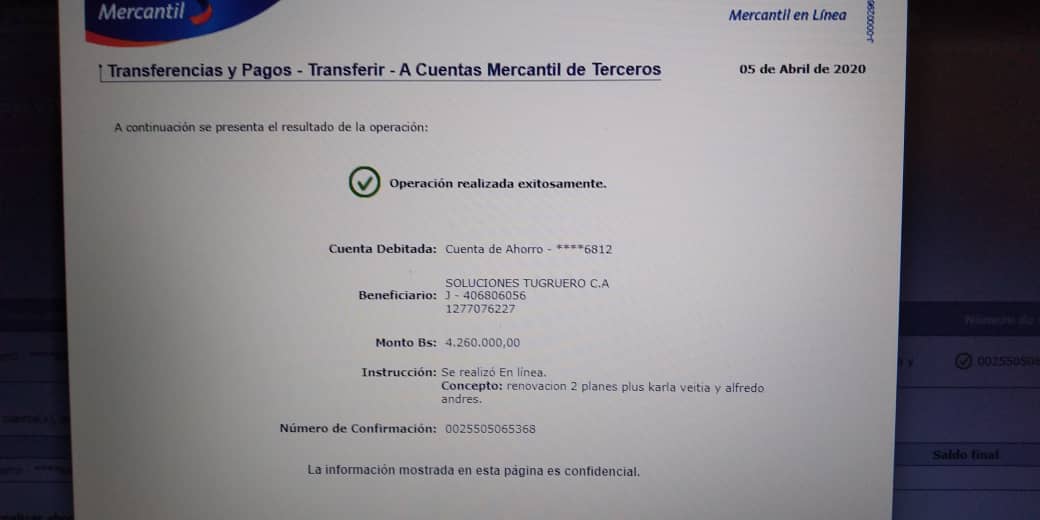 Mercantil
Mercantil en Línea
Transferencias y Pagos - Transferir - A Cuentas Mercantil de Terceros
05 de Abril de 2020
A continuación se presenta el resultado de la operación:
Operación realizada exitosamente.
Cuenta Debitada: Cuenta de Ahorro - ****6812
SOLUCIONES TUGRUERO C.A
Beneficiario: J - 406806056
1277076227
Número de
Monto Bs: 4.260.000,00
y
Instrucción: Se realizó En línea.
Concepto: renovacion 2 planes plus karla veitia y alfredo
andres.
Número de Confirmación: 0025505065368
Saldo final
La información mostrada en esta página es confidencial.